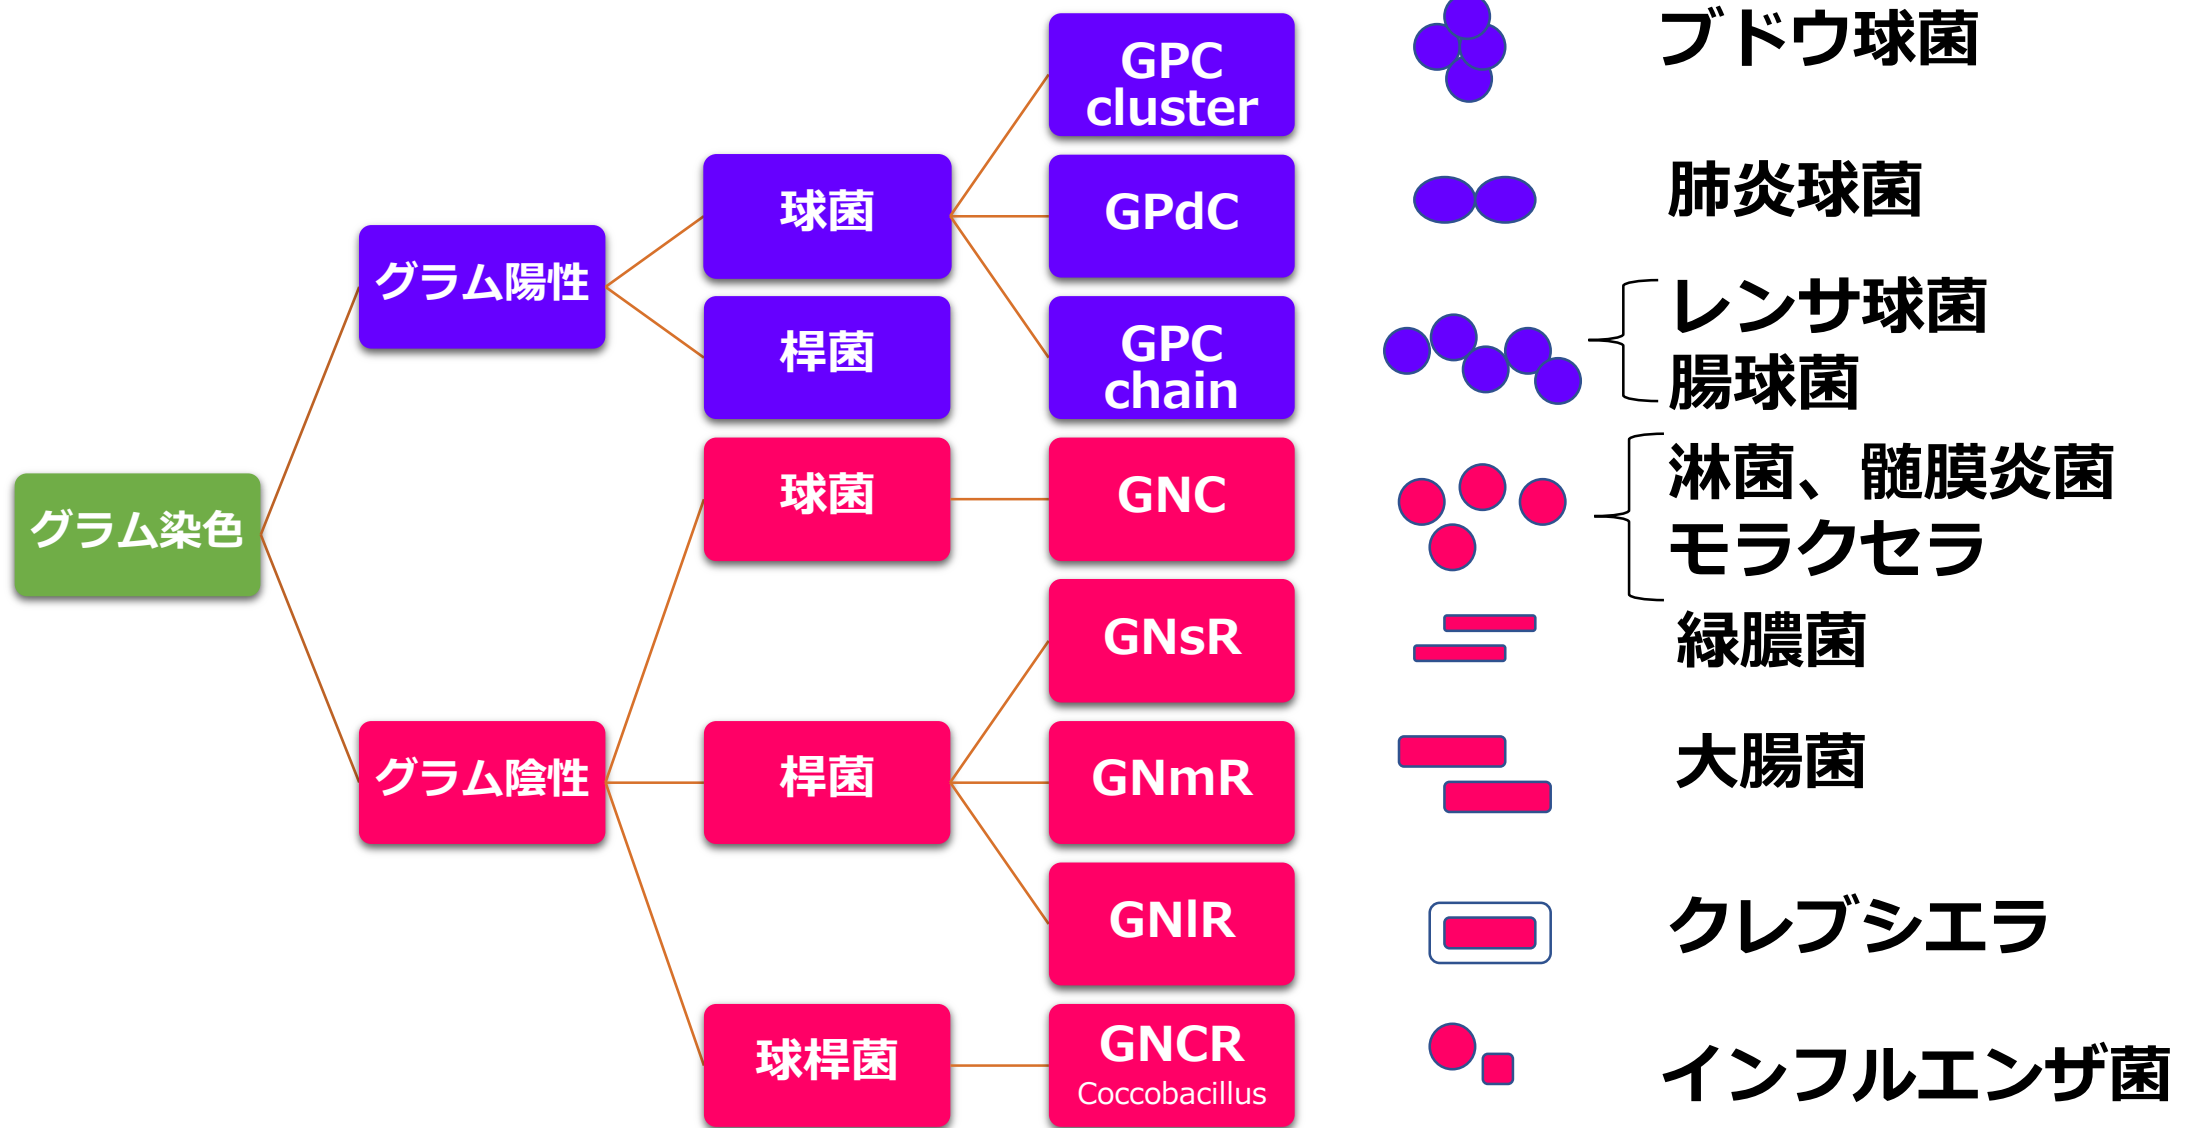 グラム染色
グラム陽性
球菌
GPC
cluster
ブドウ球菌
GPdC
肺炎球菌
GPC
chain
レンサ球菌
腸球菌
桿菌
グラム陰性
球菌
GNC
淋菌、髄膜炎菌
モラクセラ
桿菌
GNsR
緑膿菌
GNmR
大腸菌
GNlR
クレブシエラ
球桿菌
GNCR
Coccobacillus
インフルエンザ菌